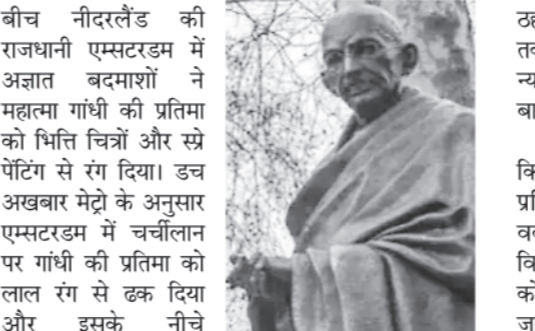 बीच नीदरलैंड की
राजधानी एम्सटरडम में
अज्ञात बदमाशों ने
महात्मा गांधी की प्रतिमा
को भित्ति चित्रों और स्प्रे
पेंटिंग से रंग दिया। डच
अखबार मेट्रो के अनुसार
एम्सटरडम में चर्चीलान
पर गांधी की प्रतिमा को
लाल रंग से ढक दिया
और इसके नीचे